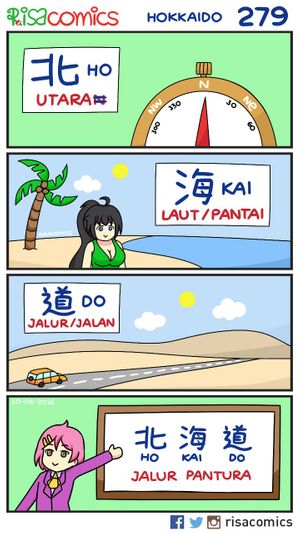 Risacomics HOKKAIDO 279
北 HO
UTARA
NW 330 N 30 NE
300 60
海 KAI
LAUT/PANTAI
RISACOMICS
道 DO
JALUR/JALAN
10-06-2016
北 海 道
HO KAI DO
JALUR PANTURA
risacomics